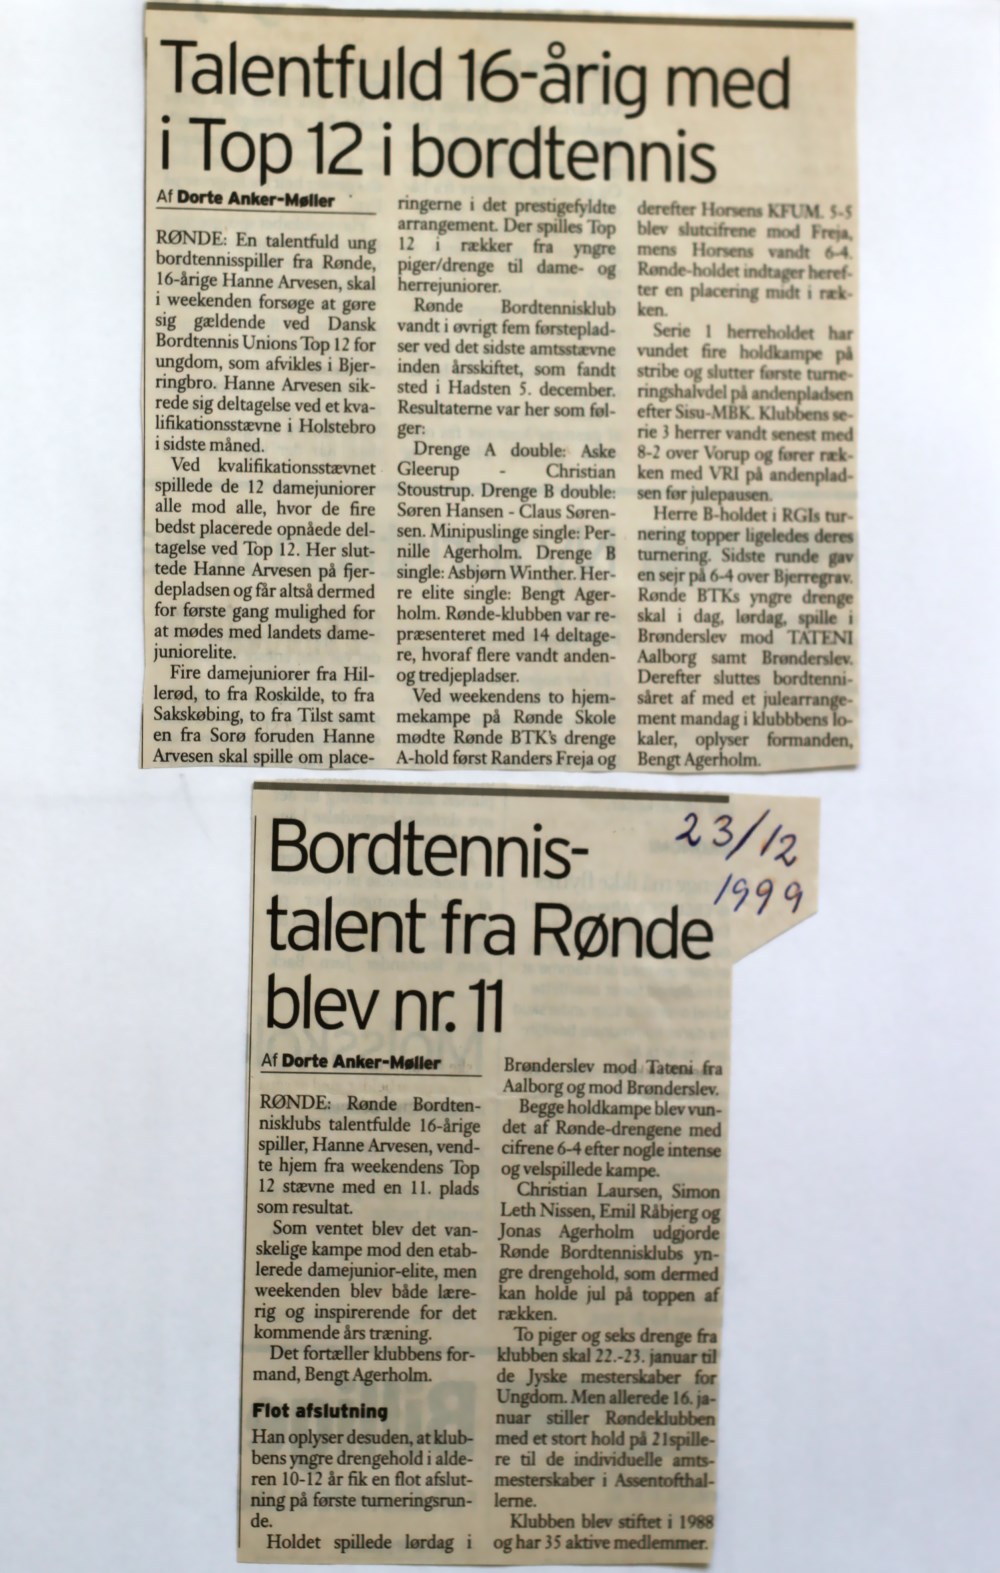 Talentfuld 16-årig med
i Top 12 i bordtennis
Af Dorte Anker-Møller
RØNDE: En talentfuld ung
bordtennisspiller fra Rønde,
16-årige Hanne Arvesen, skal
i weekenden forsøge at gøre
sig gældende ved Dansk
Bordtennis Unions Top 12 for
ungdom, som afvikles i Bjer-
ringbro. Hanne Arvesen sik-
rede sig deltagelse ved et kva-
lifikationsstævne i Holstebro
i sidste måned.
Ved kvalifikationsstævnet
spillede de 12 damejuniorer
alle mod alle, hvor de fire
bedst placerede opnåede del-
tagelse ved Top 12. Her slut-
tede Hanne Arvesen på fjer-
depladsen og får altså dermed
for første gang mulighed for
at mødes med landets dame-
juniorelite.
Fire damejuniorer fra Hil-
lerød, to fra Roskilde, to fra
Sakskøbing, to fra Tilst samt
en fra Sorø foruden Hanne
Arvesen skal spille om place-
ringerne i det prestigefyldte
arrangement. Der spilles Top
12 i rækker fra yngre
piger/drenge til dame- og
herrejuniorer.
Rønde Bordtennisklub
vandt i øvrigt fem førsteplad-
ser ved det sidste amtsstævne
inden årsskiftet, som fandt
sted i Hadsten 5. december.
Resultaterne var her som føl-
ger:
Drenge A double: Aske
Gleerup - Christian
Stoustrup. Drenge B double:
Søren Hansen - Claus Søren-
sen. Minipuslinge single: Per-
nille Agerholm. Drenge B
single: Asbjørn Winther. Her-
re elite single: Bengt Ager-
holm. Rønde-klubben var re-
præsenteret med 14 deltage-
re, hvoraf flere vandt anden-
og tredjepladser.
Ved weekendens to hjem-
mekampe på Rønde Skole
mødte Rønde BTK's drenge
A-hold først Randers Freja og
derefter Horsens KFUM. 5-5
blev slutcifrene mod Freja,
mens Horsens vandt 6-4.
Rønde-holdet indtager heref-
ter en placering midt i ræk-
ken.
Serie 1 herreholdet har
vundet fire holdkampe på
stribe og slutter første turne-
ringshalvdel på andenpladsen
efter Sisu-MBK. Klubbens se-
rie 3 herrer vandt senest med
8-2 over Vorup og fører ræk-
ken med VRI på andenplad-
sen før julepausen.
Herre B-holdet i RGIs tur-
nering topper ligeledes deres
turnering. Sidste runde gav
en sejr på 6-4 over Bjerregrav.
Rønde BTKs yngre drenge
skal i dag, lørdag, spille i
Brønderslev mod TATENI
Aalborg samt Brønderslev.
Derefter sluttes bordtenni-
såret af med et julearrange-
ment mandag i klubbbens lo-
kaler, oplyser formanden,
Bengt Agerholm.
23/12
1999
Bordtennis-
talent fra Rønde
blev nr. 11
Af Dorte Anker-Møller
RØNDE: Rønde Bordten-
nisklubs talentfulde 16-årige
spiller, Hanne Arvesen, vend-
te hjem fra weekendens Top
12 stævne med en 11. plads
som resultat.
Som ventet blev det van-
skelige kampe mod den etab-
lerede damejunior-elite, men
weekenden blev både lære-
rig og inspirerende for det
kommende års træning.
Det fortæller klubbens for-
mand, Bengt Agerholm.
Flot afslutning
Han oplyser desuden, at klub-
bens yngre drengehold i alde-
ren 10-12 år fik en flot afslut-
ning på første turneringsrun-
de.
Holdet spillede lørdag i
Brønderslev mod Tateni fra
Aalborg og mod Brønderslev.
Begge holdkampe blev vun-
det af Rønde-drengene med
cifrene 6-4 efter nogle intense
og velspillede kampe.
Christian Laursen, Simon
Leth Nissen, Emil Råbjerg og
Jonas Agerholm udgjorde
Rønde Bordtennisklubs yn-
gre drengehold, som dermed
kan holde jul på toppen af
rækken.
To piger og seks drenge fra
klubben skal 22.-23. januar til
de Jyske mesterskaber for
Ungdom. Men allerede 16. ja-
nuar stiller Røndeklubben
med et stort hold på 21spille-
re til de individuelle amts-
mesterskaber i Assentofthal-
lerne.
Klubben blev stiftet i 1988
og har 35 aktive medlemmer.